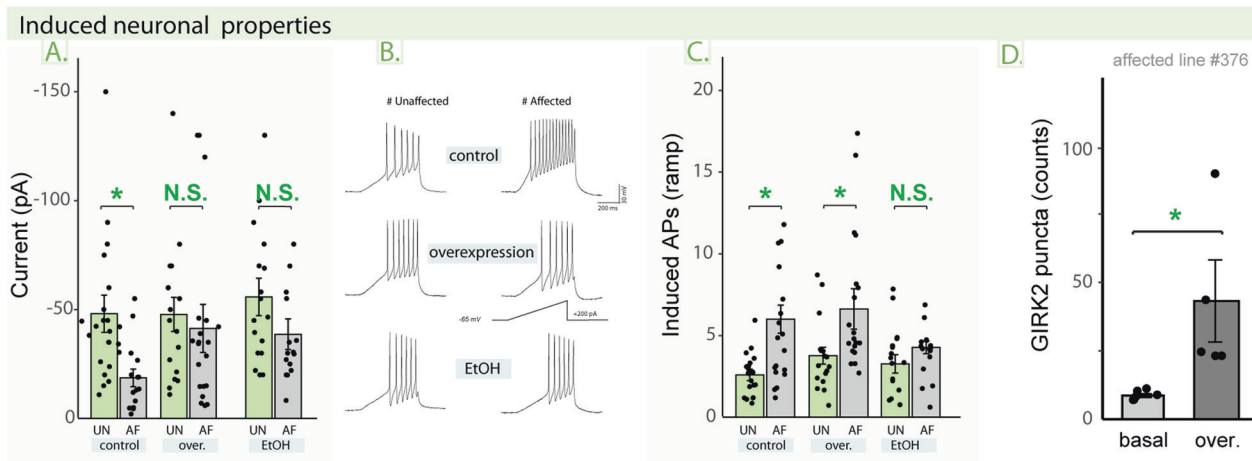 Induced neuronal properties
A.
Current (pA)
-150
-100
-50
0
*
N.S.
N.S.
UN AF UN AF UN AF
control over. EtOH
B.
# Unaffected # Affected
control
30 mV
200 ms
overexpression
-65 mV
+200 pA
EtOH
C.
Induced APs (ramp)
20
15
10
5
0
*
*
N.S.
UN AF UN AF UN AF
control over. EtOH
D.
affected line #376
GIRK2 puncta (counts)
100
50
0
*
basal over.